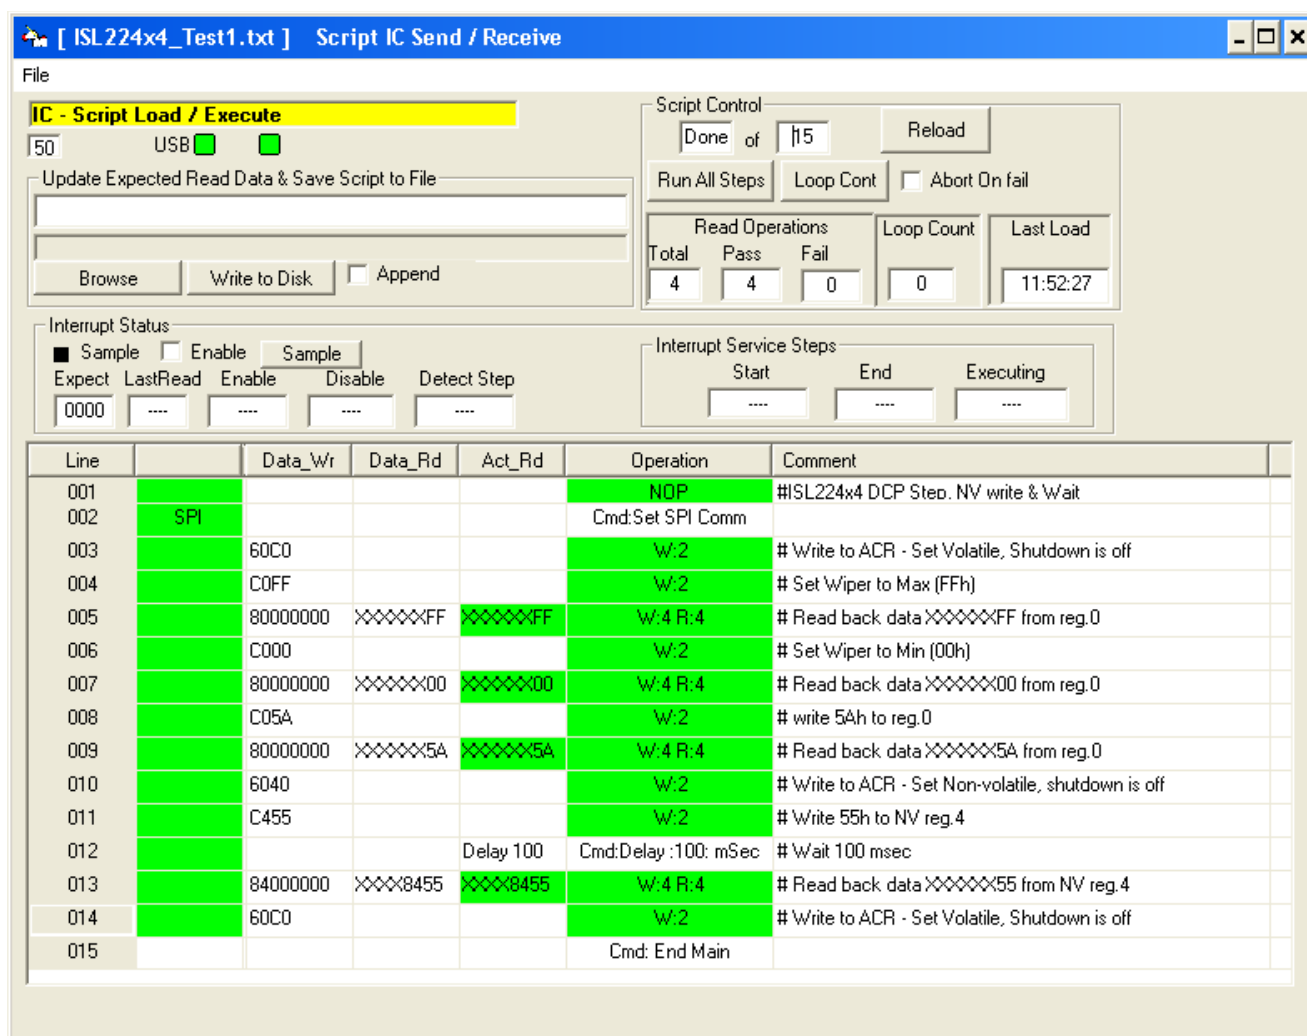 [ ISL224x4_Test1.txt ] Script IC Send / Receive
File
IC - Script Load / Execute
50 USB
Update Expected Read Data & Save Script to File
Browse Write to Disk Append
Script Control
Done of 15 Reload
Run All Steps Loop Cont Abort On fail
Read Operations Loop Count Last Load
Total Pass Fail
4 4 0 0 11:52:27
Interrupt Status
Sample Enable Sample
Expect LastRead Enable Disable Detect Step
0000 ---- ---- ---- ----
Interrupt Service Steps
Start End Executing
---- ---- ----
Line Data_Wr Data_Rd Act_Rd Operation Comment
001 NOP #ISL224x4 DCP Step, NV write & Wait
002 SPI Cmd:Set SPI Comm
003 60C0 W:2 # Write to ACR - Set Volatile, Shutdown is off
004 C0FF W:2 # Set Wiper to Max (FFh)
005 80000000 XXXXXXFF XXXXXXFF W:4 R:4 # Read back data XXXXXXFF from reg.0
006 C000 W:2 # Set Wiper to Min (00h)
007 80000000 XXXXXX00 XXXXXX00 W:4 R:4 # Read back data XXXXXX00 from reg.0
008 C05A W:2 # write 5Ah to reg.0
009 80000000 XXXXXX5A XXXXXX5A W:4 R:4 # Read back data XXXXXX5A from reg.0
010 6040 W:2 # Write to ACR - Set Non-volatile, shutdown is off
011 C455 W:2 # Write 55h to NV reg.4
012 Delay 100 Cmd:Delay :100: mSec # Wait 100 msec
013 84000000 XXXX8455 XXXX8455 W:4 R:4 # Read back data XXXXXX55 from NV reg.4
014 60C0 W:2 # Write to ACR - Set Volatile, Shutdown is off
015 Cmd: End Main